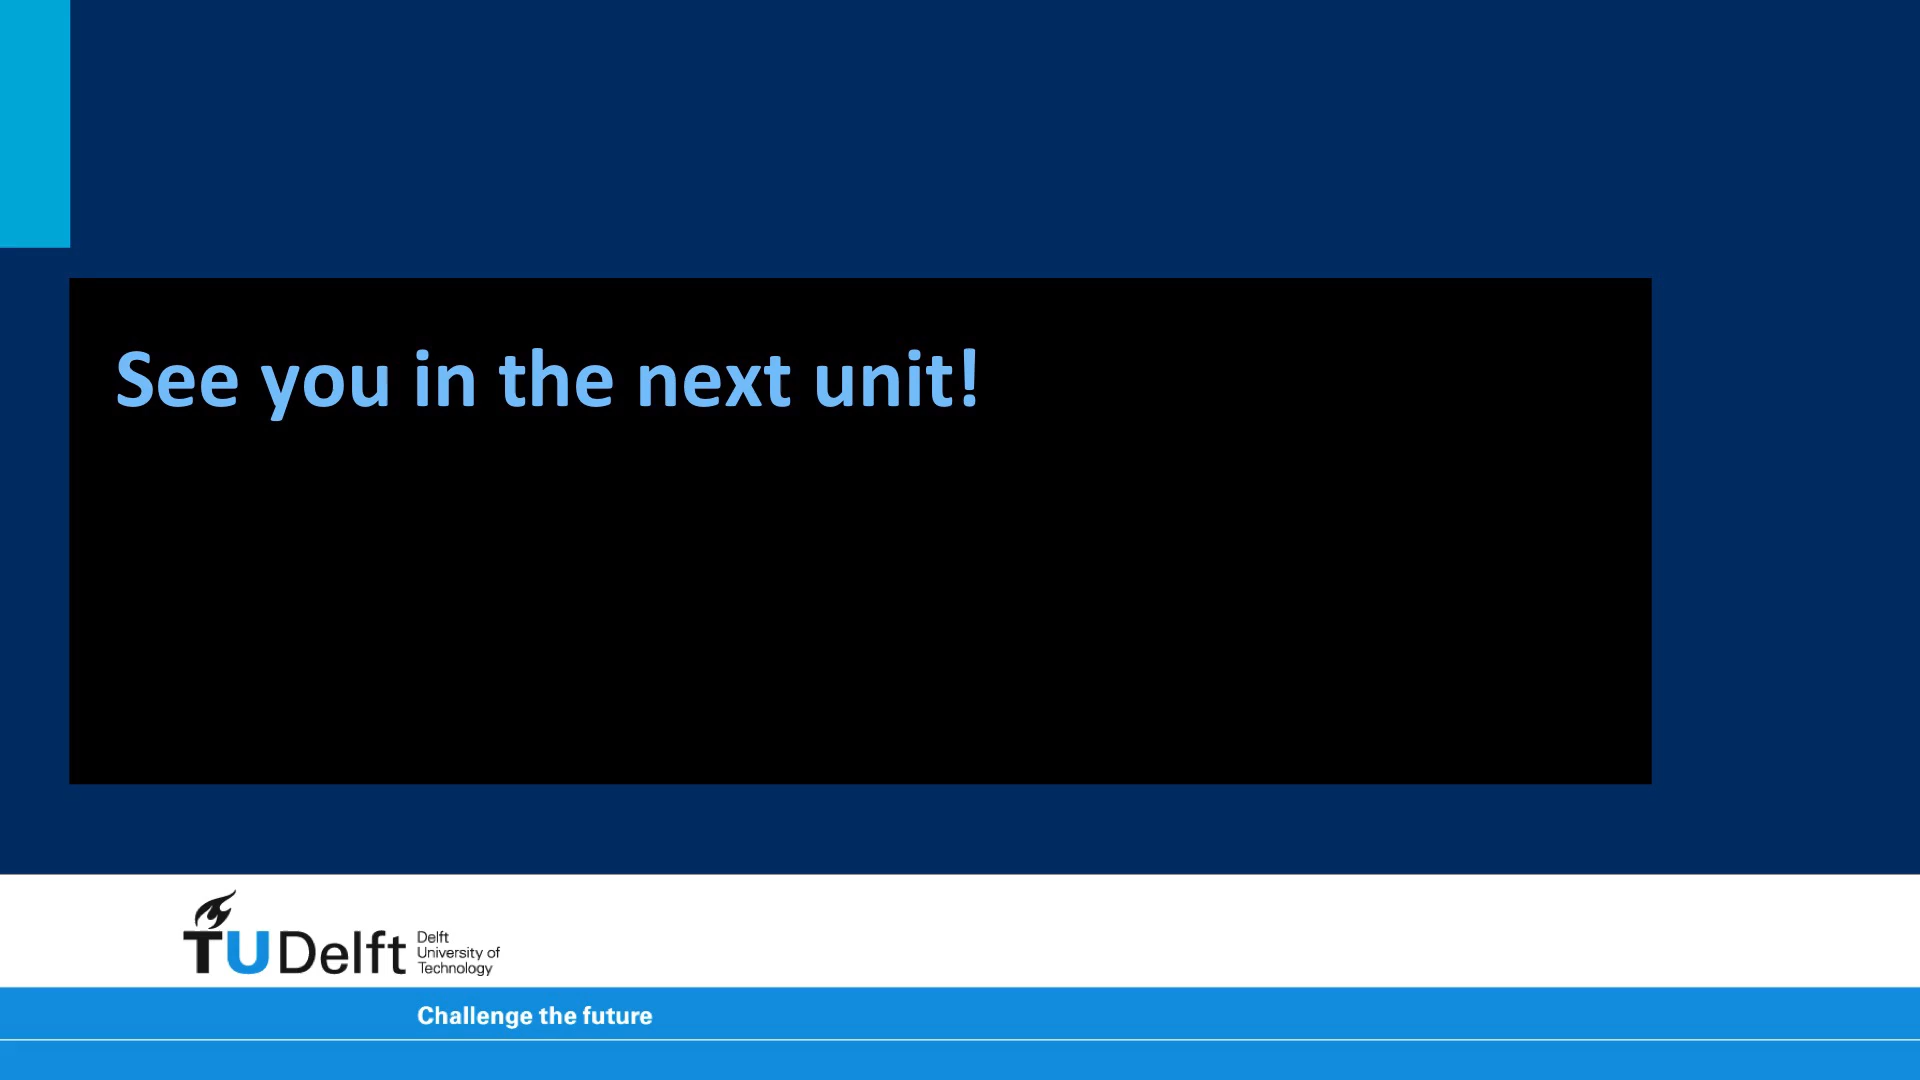 See you in the next unit!
TUDelft
Delft
University of
Technology
Challenge the future